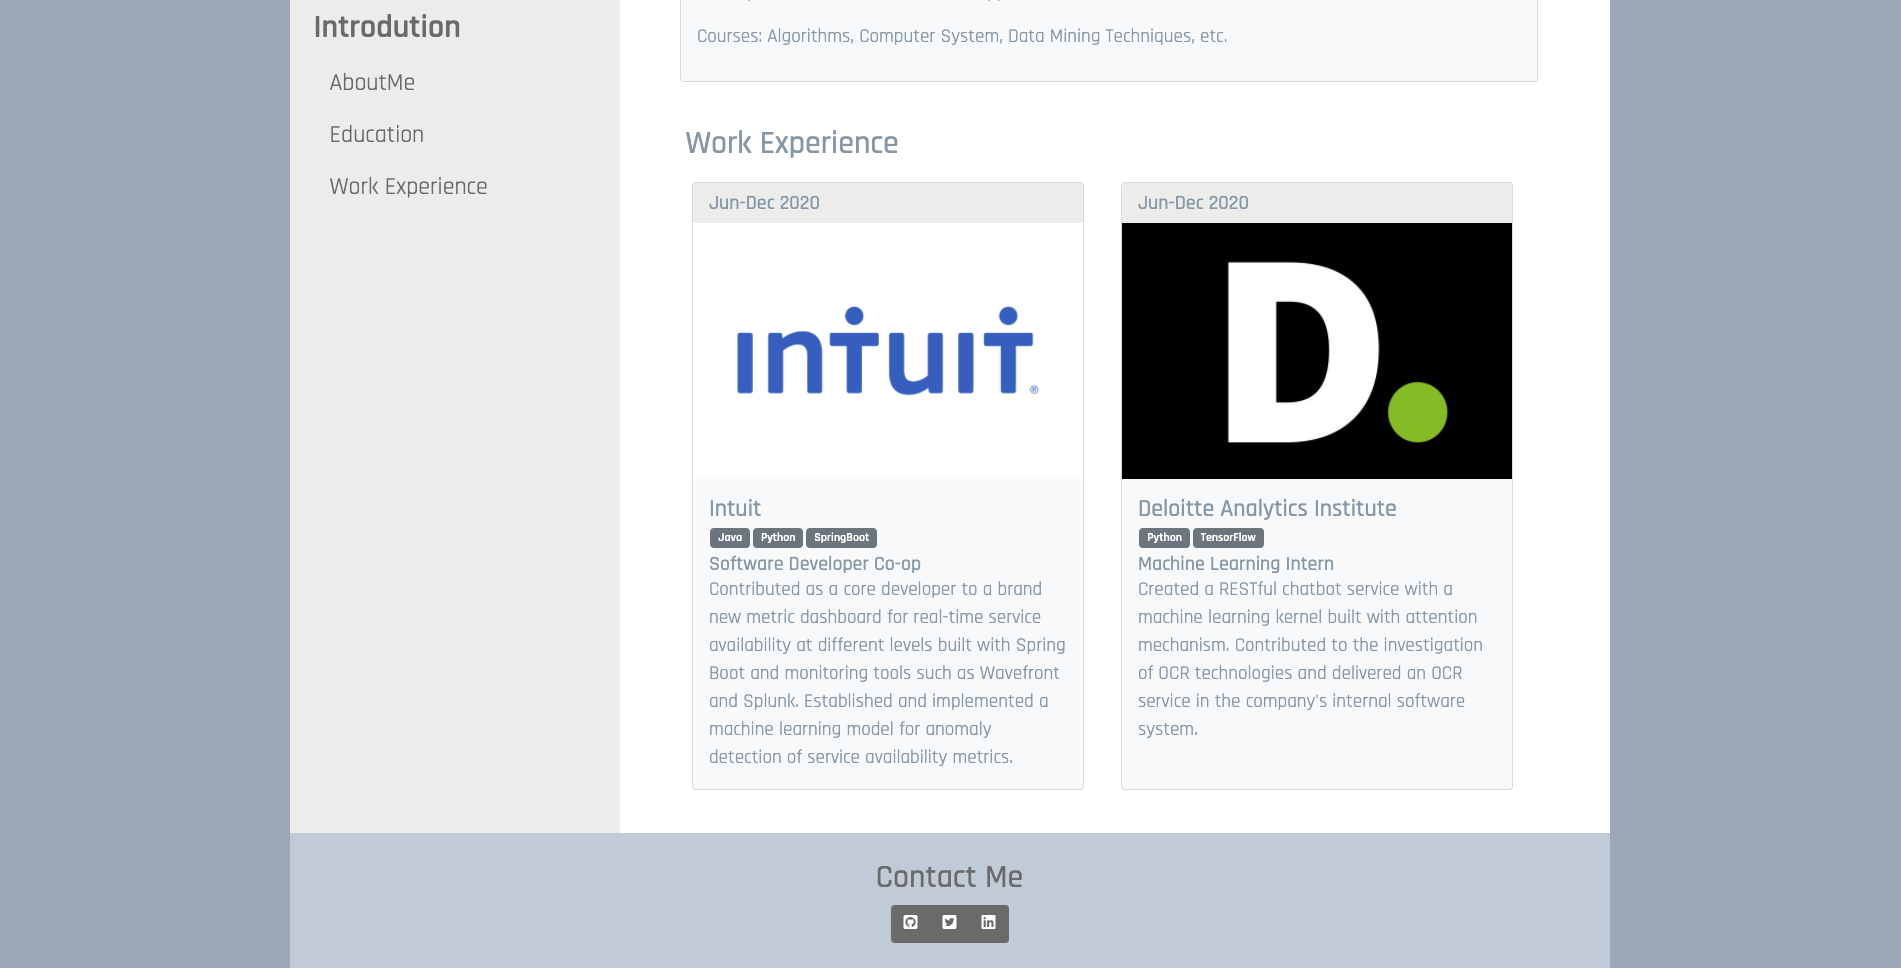 Introdution
AboutMe
Education
Work Experience
Courses: Algorithms, Computer System, Data Mining Techniques, etc.
Work Experience
Jun-Dec 2020
intuit®
Intuit
Java Python SpringBoot
Software Developer Co-op
Contributed as a core developer to a brand
new metric dashboard for real-time service
availability at different levels built with Spring
Boot and monitoring tools such as Wavefront
and Splunk. Established and implemented a
machine learning model for anomaly
detection of service availability metrics.
Jun-Dec 2020
D.
Deloitte Analytics Institute
Python TensorFlow
Machine Learning Intern
Created a RESTful chatbot service with a
machine learning kernel built with attention
mechanism. Contributed to the investigation
of OCR technologies and delivered an OCR
service in the company's internal software
system.
Contact Me